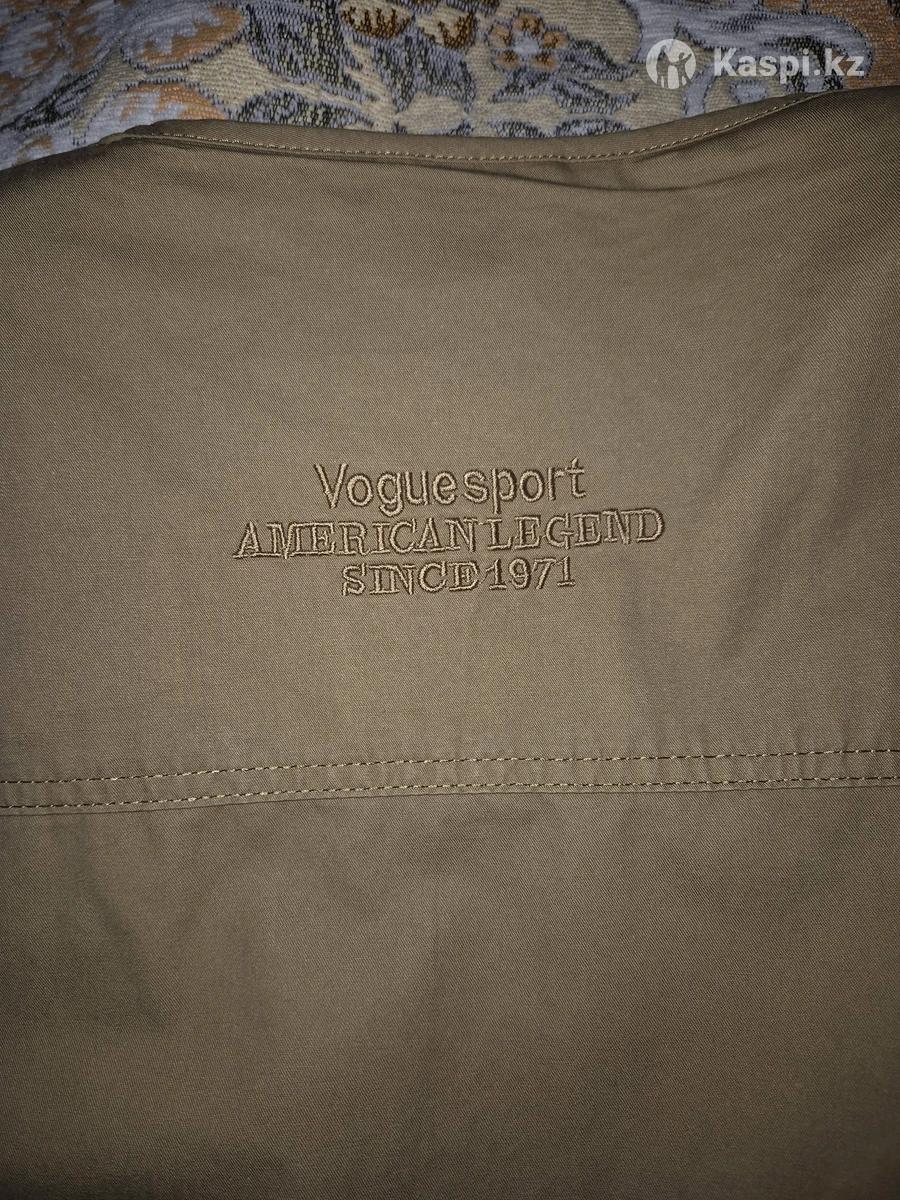 Kaspi.kz
Voguesport
AMERICAN LEGEND
SINCE 1971